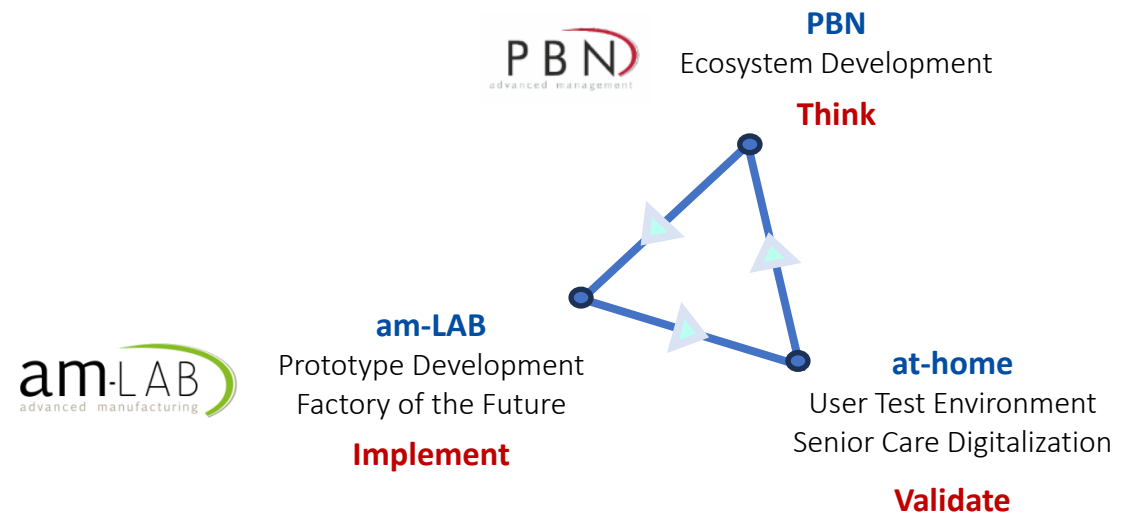 PBN
advanced management
PBN
Ecosystem Development
Think
am-LAB
advanced manufacturing
am-LAB
Prototype Development
Factory of the Future
Implement
at-home
User Test Environment
Senior Care Digitalization
Validate